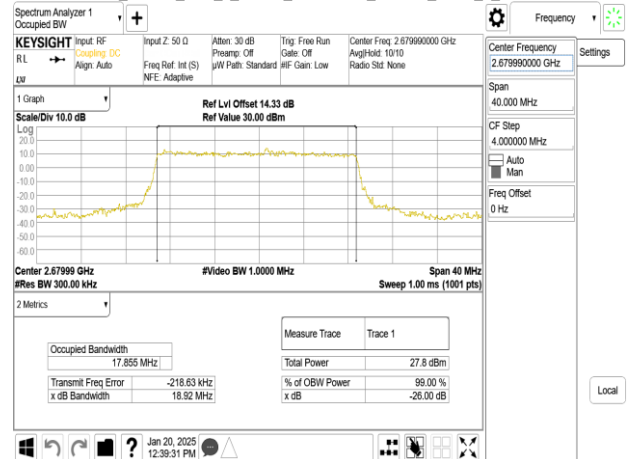 Spectrum Analyzer 1
Occupied BW
Frequency
KEYSIGHT
RL
Input: RF
Coupling: DC
Align: Auto
Input Z: 50 Ω
Freq Ref: Int (S)
NFE: Adaptive
Atten: 30 dB
Preamp: Off
µW Path: Standard
Trig: Free Run
Gate: Off
#IF Gain: Low
Center Freq: 2.679990000 GHz
Avg|Hold: 10/10
Radio Std: None
Center Frequency
2.679990000 GHz
Settings
Span
40.000 MHz
CF Step
4.000000 MHz
Auto
Man
Freq Offset
0 Hz
1 Graph
Scale/Div 10.0 dB
Ref Lvl Offset 14.33 dB
Ref Value 30.00 dBm
Log
20.0
10.0
0.00
-10.0
-20.0
-30.0
-40.0
-50.0
-60.0
Center 2.67999 GHz
#Video BW 1.0000 MHz
Span 40 MHz
#Res BW 300.00 kHz
Sweep 1.00 ms (1001 pts)
2 Metrics
Measure Trace
Trace 1
Occupied Bandwidth
17.855 MHz
Total Power
27.8 dBm
Transmit Freq Error
-218.63 kHz
% of OBW Power
99.00 %
x dB Bandwidth
18.92 MHz
x dB
-26.00 dB
Local
Jan 20, 2025
12:39:31 PM